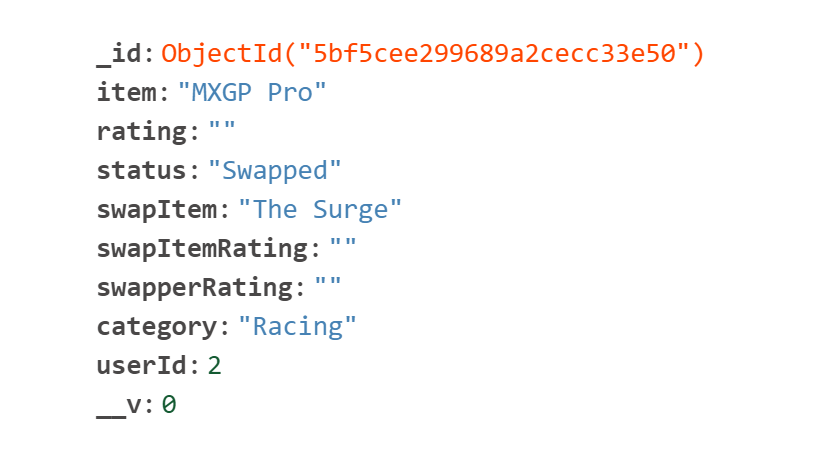 _id: ObjectId("5bf5cee299689a2cecc33e50")
item: "MXGP Pro"
rating: ""
status: "Swapped"
swapItem: "The Surge"
swapItemRating: ""
swapperRating: ""
category: "Racing"
userId: 2
__v: 0